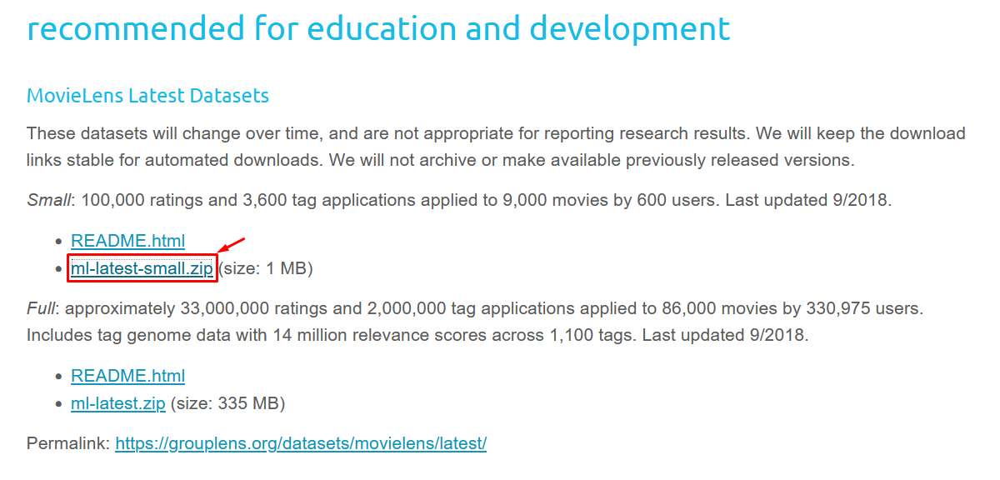 recommended for education and development
MovieLens Latest Datasets
These datasets will change over time, and are not appropriate for reporting research results. We will keep the download
links stable for automated downloads. We will not archive or make available previously released versions.
Small: 100,000 ratings and 3,600 tag applications applied to 9,000 movies by 600 users. Last updated 9/2018.
• README.html
• ml-latest-small.zip (size: 1 MB)
Full: approximately 33,000,000 ratings and 2,000,000 tag applications applied to 86,000 movies by 330,975 users.
Includes tag genome data with 14 million relevance scores across 1,100 tags. Last updated 9/2018.
• README.html
• ml-latest.zip (size: 335 MB)
Permalink: https://grouplens.org/datasets/movielens/latest/